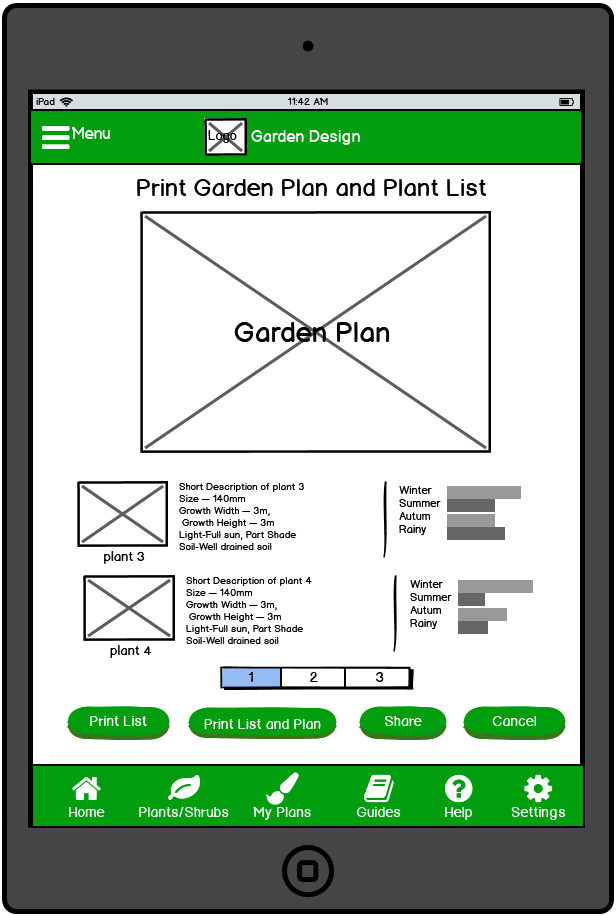 iPad 11:42 AM
Menu
Logo
Garden Design
Print Garden Plan and Plant List
Garden Plan
Short Description of plant 3
Size — 140mm
Growth Width — 3m,
Growth Height — 3m
Light-Full sun, Part Shade
Soil-Well drained soil
plant 3
Winter
Summer
Autum
Rainy
Short Description of plant 4
Size — 140mm
Growth Width — 3m,
Growth Height — 3m
Light-Full sun, Part Shade
Soil-Well drained soil
plant 4
Winter
Summer
Autum
Rainy
1 2 3
Print List
Print List and Plan
Share
Cancel
Home
Plants/Shrubs
My Plans
Guides
Help
Settings